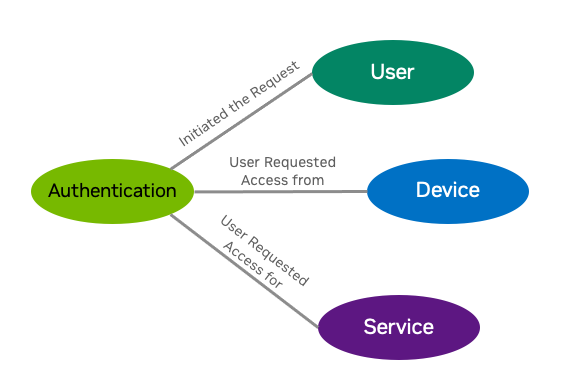 User
Initiated the Request
User Requested
Access from
Authentication
Device
User Requested
Access for
Service